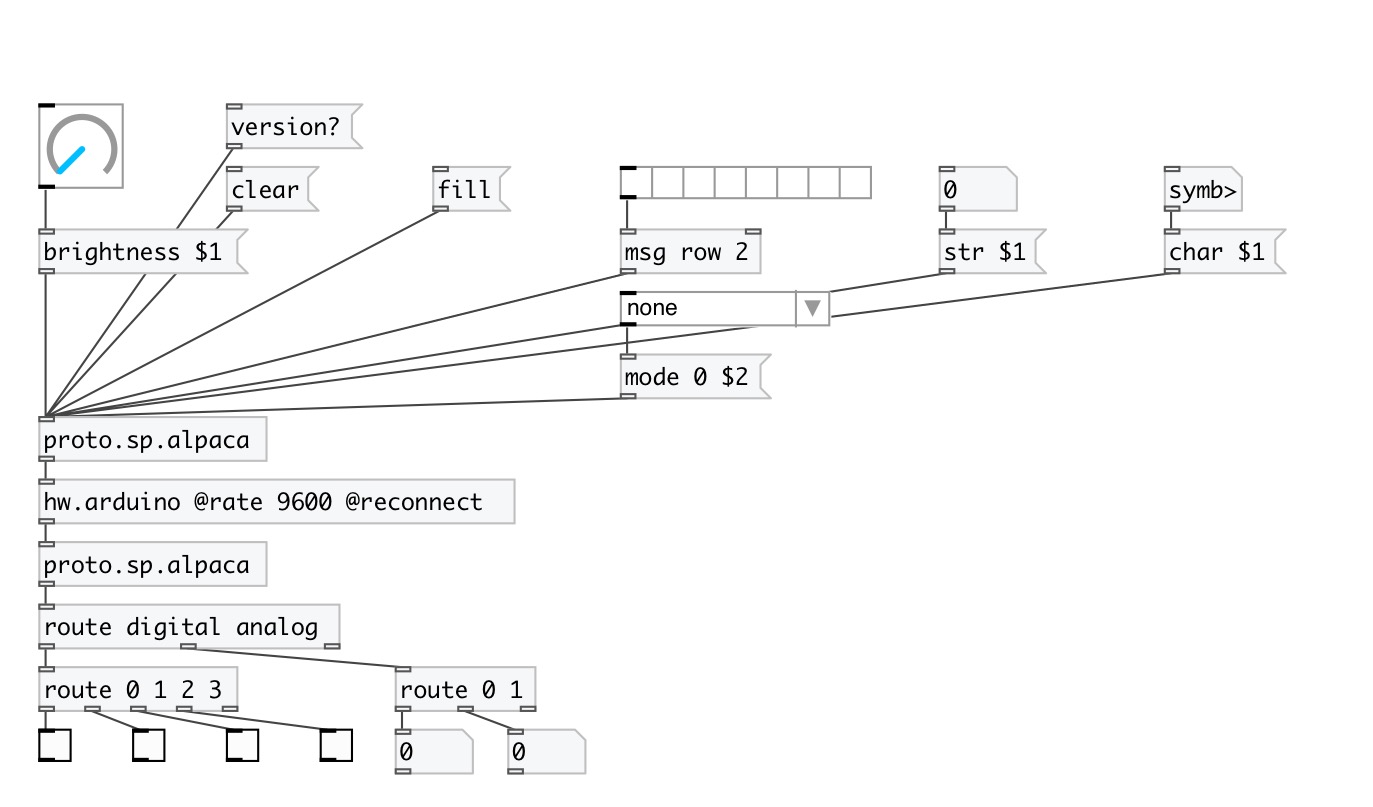 version?
clear
fill
0
symb>
brightness $1
msg row 2
str $1
char $1
none
mode 0 $2
proto.sp.alpaca
hw.arduino @rate 9600 @reconnect
proto.sp.alpaca
route digital analog
route 0 1 2 3
route 0 1
0
0